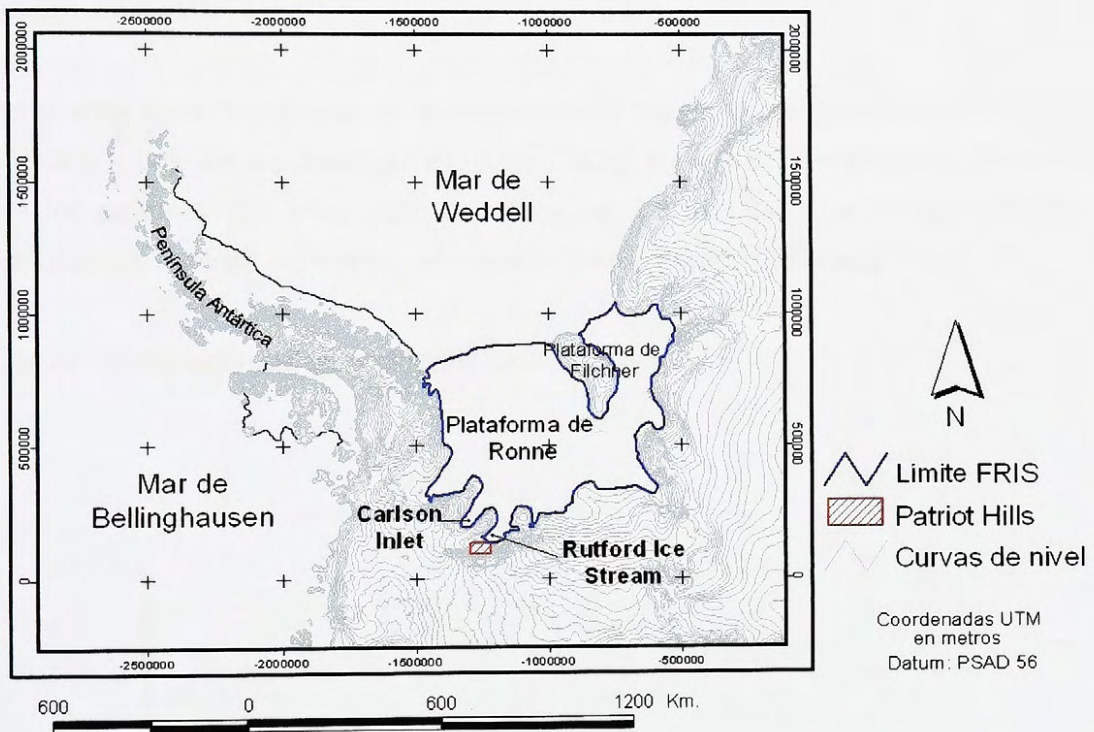 -2500000 -2000000 -1500000 -1000000 -500000
2000000 2000000
Mar de
Weddell
1500000 1500000
Península Antártica
1000000 1000000
Plataforma de
Filchner
N
Plataforma de
Ronne
500000 500000
Mar de
Bellinghausen
Carlson
Inlet
Rutford Ice
Stream
0 0
-2500000 -2000000 -1500000 -1000000 -500000
Limite FRIS
Patriot Hills
Curvas de nivel
Coordenadas UTM
en metros
Datum: PSAD 56
600 0 600 1200 Km.